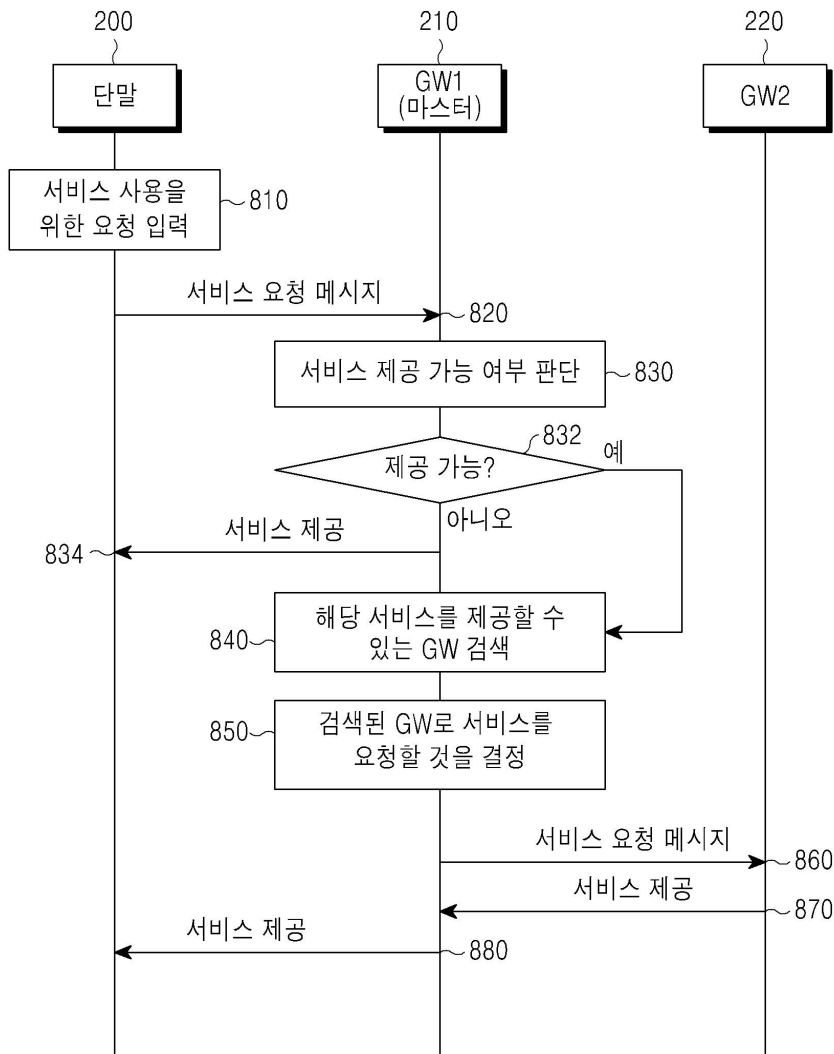 200
210
220
단말
GW1
(마스터)
GW2
서비스 사용을
위한 요청 입력
810
서비스 요청 메시지
820
서비스 제공 가능 여부 판단
830
832
제공 가능?
예
아니오
서비스 제공
834
해당 서비스를 제공할 수
있는 GW 검색
840
검색된 GW로 서비스를
요청할 것을 결정
850
서비스 요청 메시지
860
서비스 제공
870
서비스 제공
880